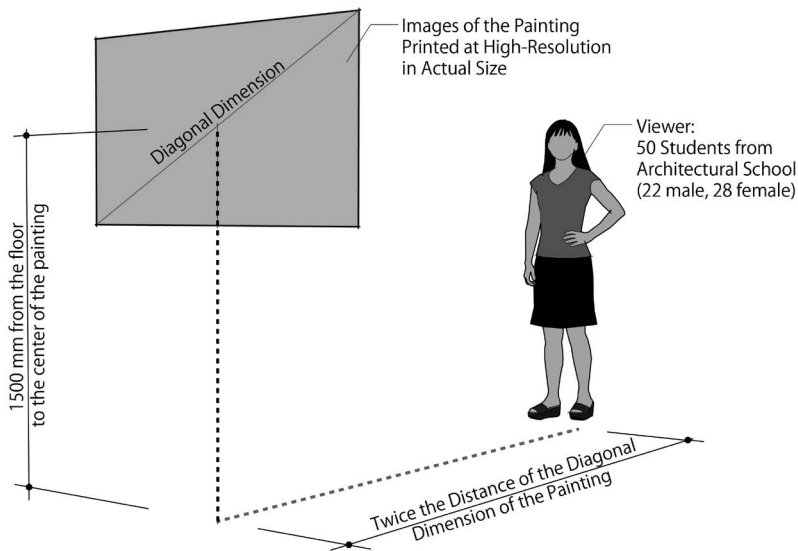 Images of the Painting
Printed at High-Resolution
in Actual Size
Diagonal Dimension
Viewer:
50 Students from
Architectural School
(22 male, 28 female)
1500 mm from the floor
to the center of the painting
Twice the Distance of the Diagonal
Dimension of the Painting